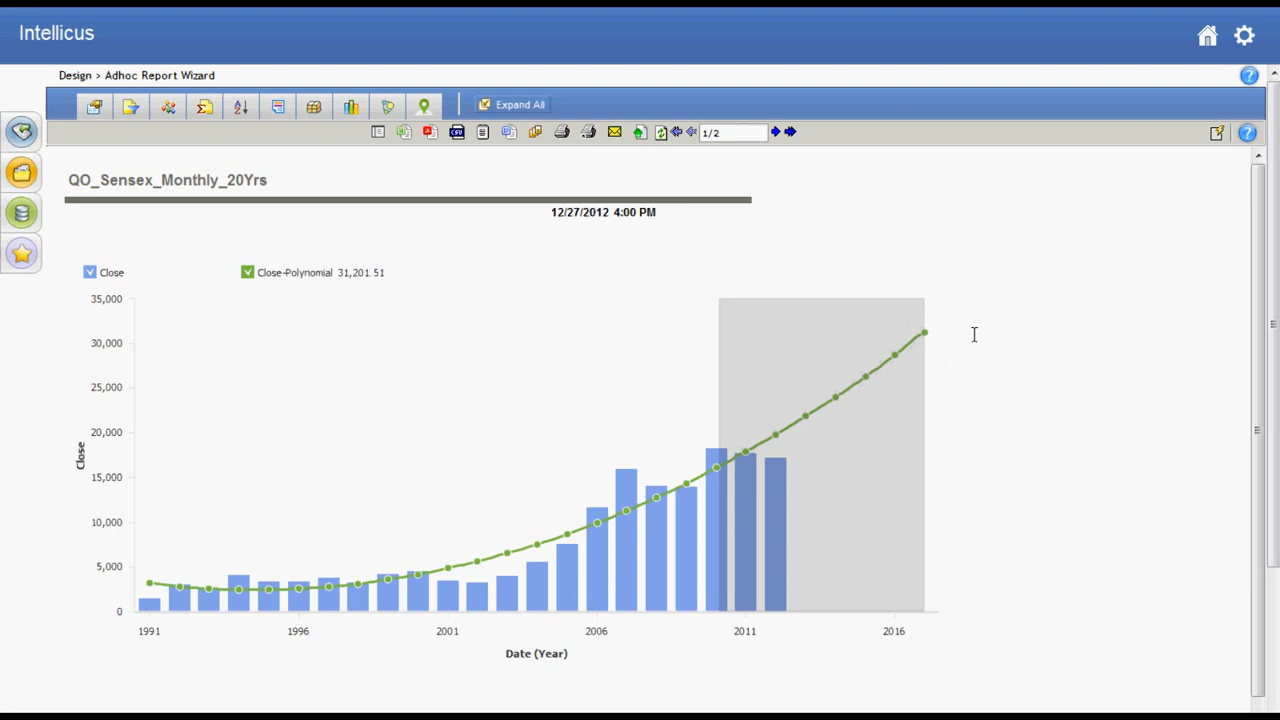 Intellicus
Design > Adhoc Report Wizard
Expand All
1/2
QO_Sensex_Monthly_20Yrs
12/27/2012 4:00 PM
Close
Close-Polynomial 31,201.51
35,000
30,000
25,000
20,000
15,000
10,000
5,000
0
Close
1991
1996
2001
2006
2011
2016
Date (Year)